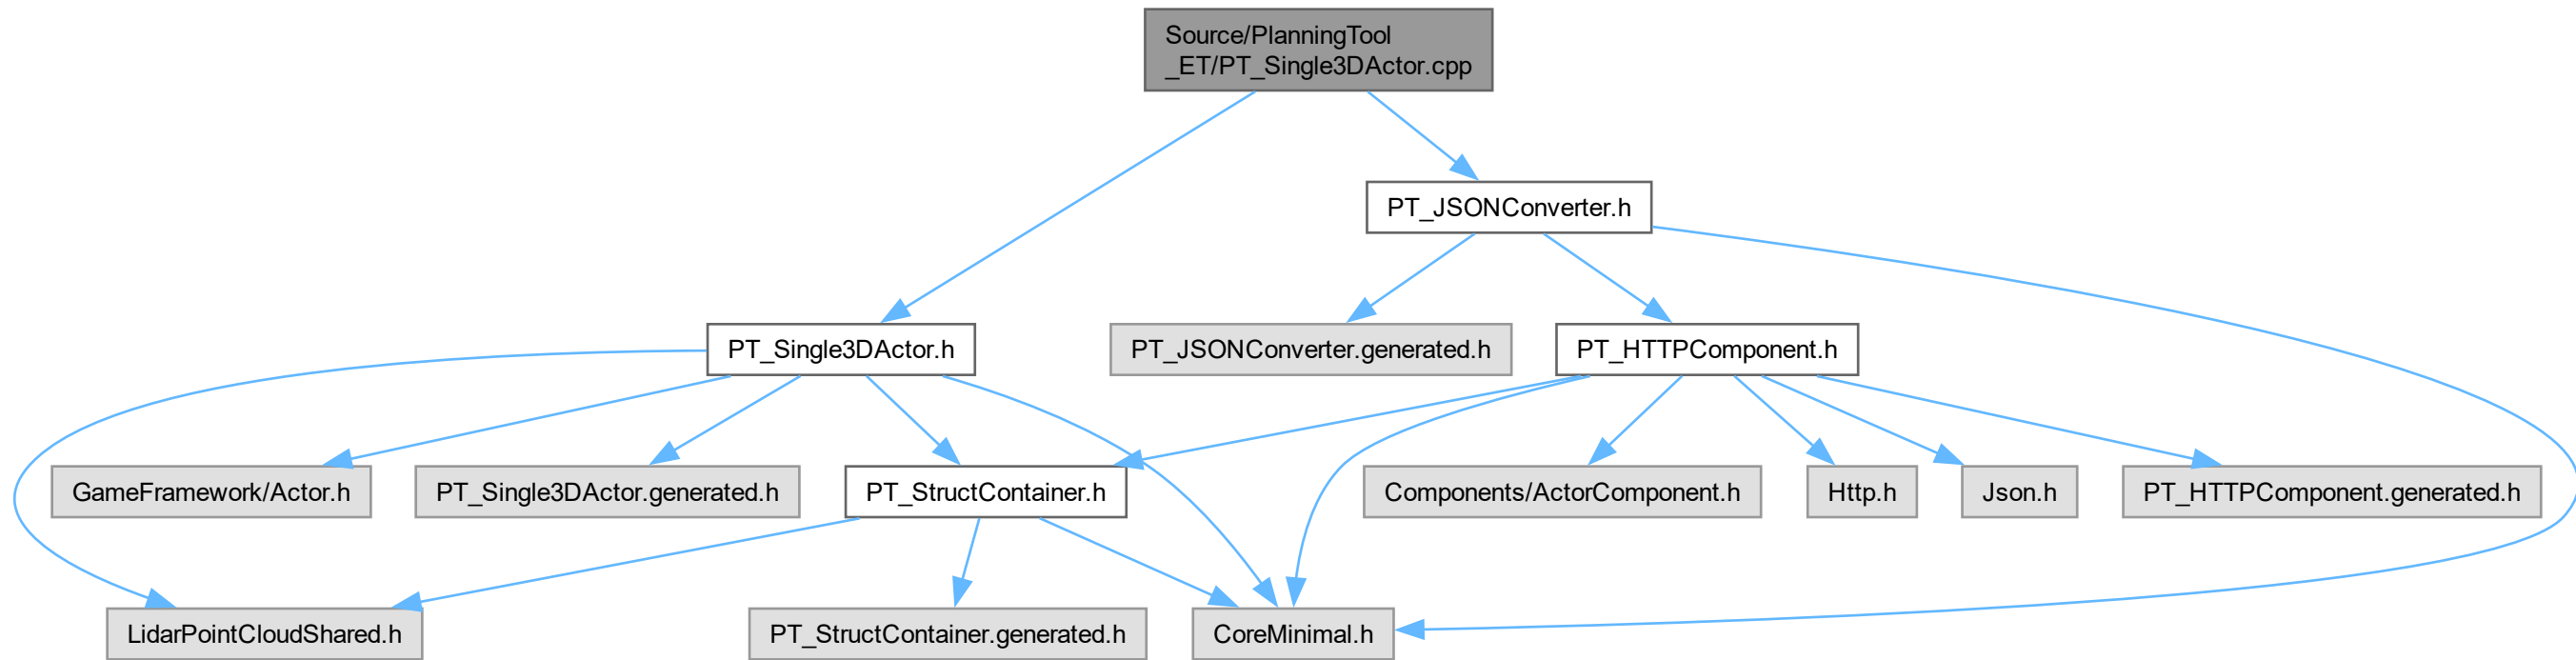 Source/PlanningTool
_ET/PT_Single3DActor.cpp
PT_JSONConverter.h
PT_Single3DActor.h
PT_JSONConverter.generated.h
PT_HTTPComponent.h
GameFramework/Actor.h
PT_Single3DActor.generated.h
PT_StructContainer.h
Components/ActorComponent.h
Http.h
Json.h
PT_HTTPComponent.generated.h
LidarPointCloudShared.h
PT_StructContainer.generated.h
CoreMinimal.h